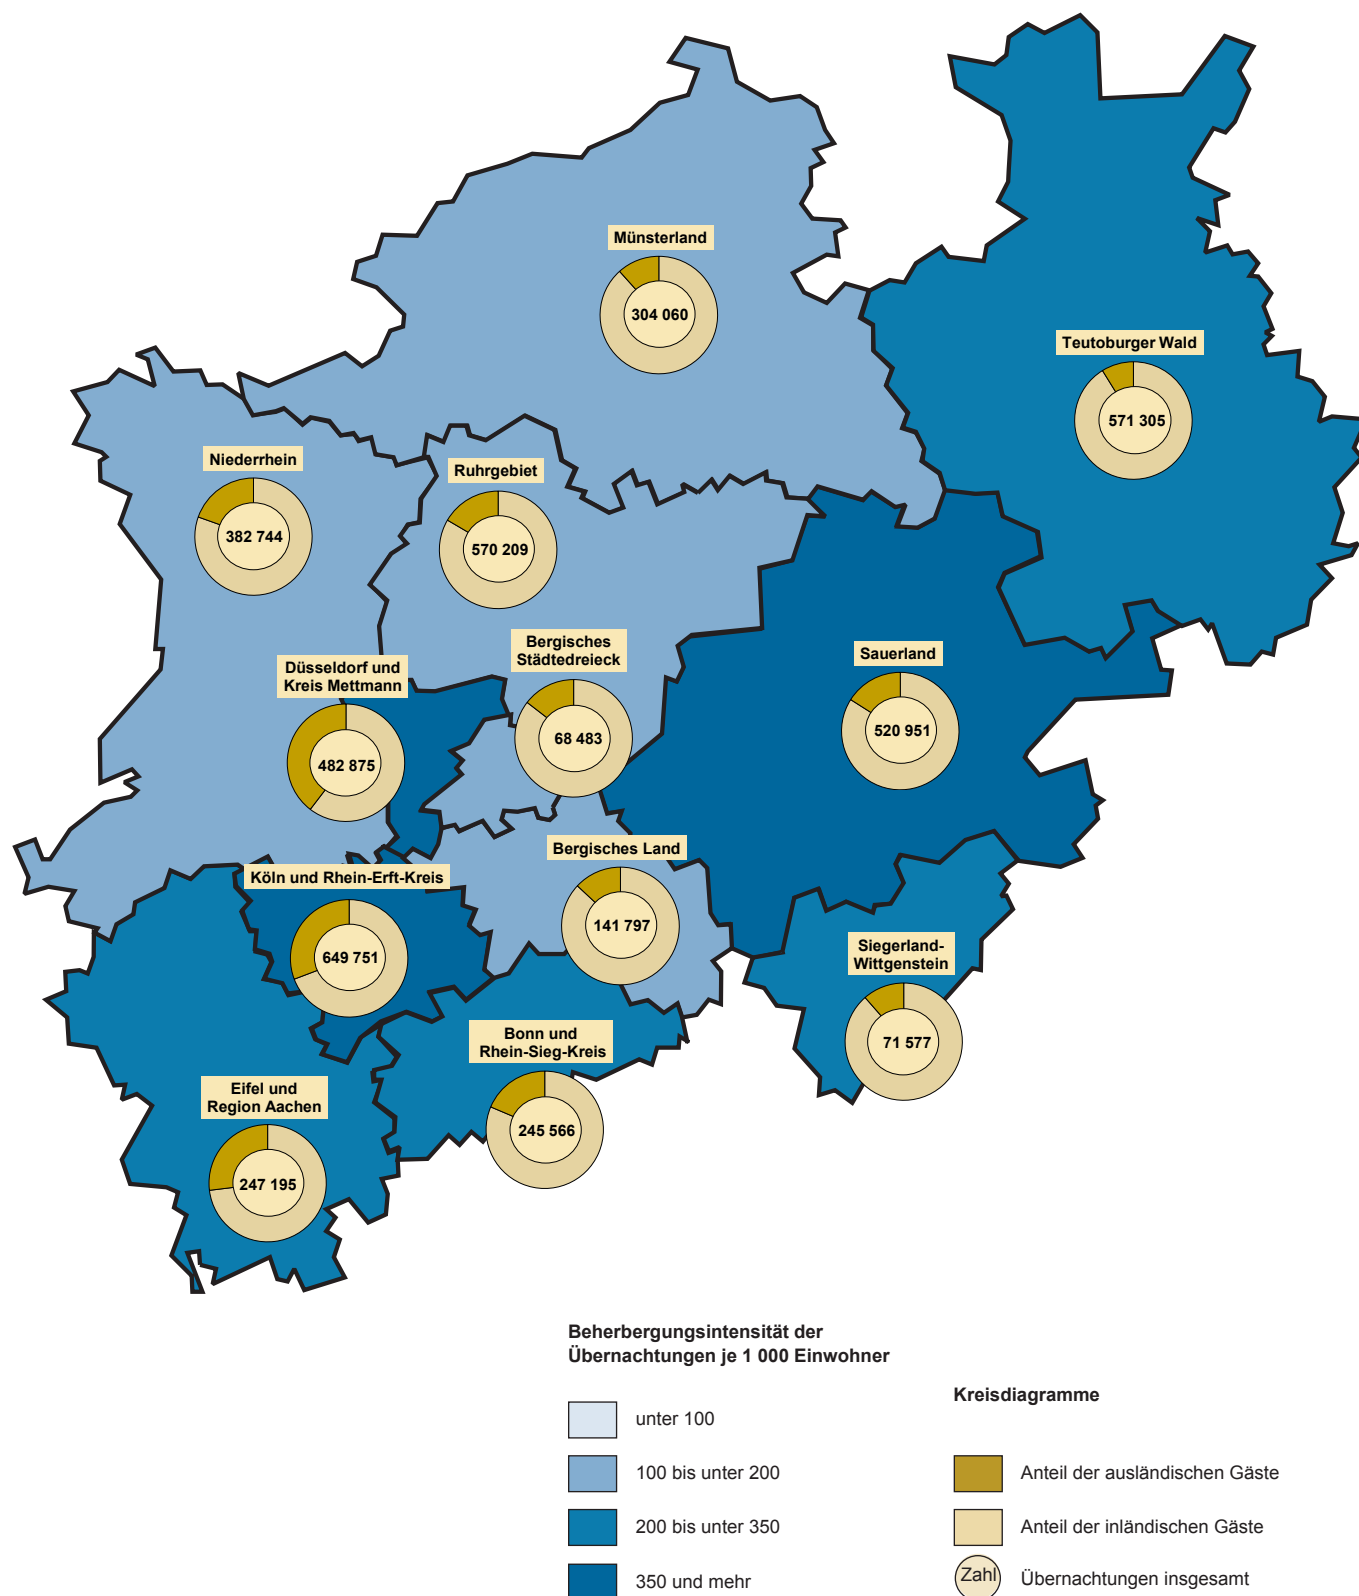 Münsterland
304 060
Teutoburger Wald
571 305
Niederrhein
382 744
Ruhrgebiet
570 209
Bergisches
Städtedreieck
68 483
Düsseldorf und
Kreis Mettmann
482 875
Sauerland
520 951
Bergisches Land
141 797
Köln und Rhein-Erft-Kreis
649 751
Siegerland-
Wittgenstein
71 577
Bonn und
Rhein-Sieg-Kreis
245 566
Eifel und
Region Aachen
247 195
Beherbergungsintensität der
Übernachtungen je 1 000 Einwohner
unter 100
100 bis unter 200
200 bis unter 350
350 und mehr
Kreisdiagramme
Anteil der ausländischen Gäste
Anteil der inländischen Gäste
Zahl Übernachtungen insgesamt